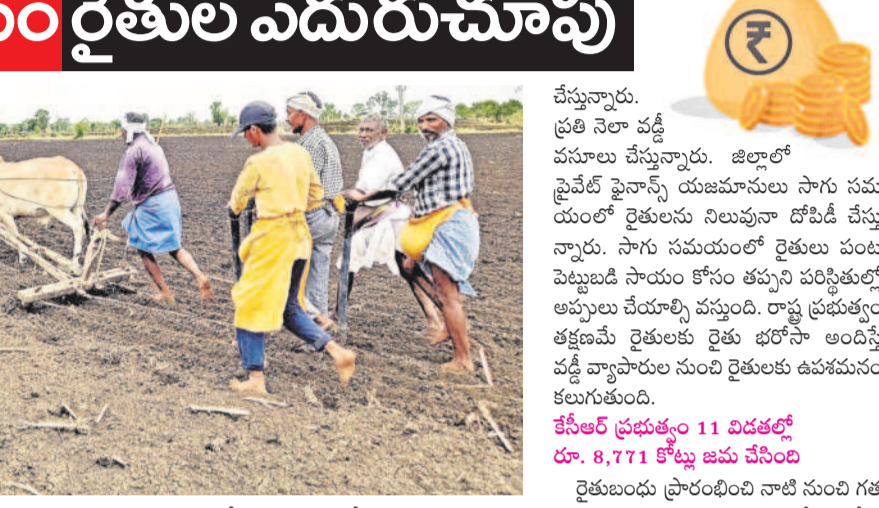 రైతుల ఎదురుచూపు
చేస్తున్నారు.
ప్రతి నెలా వడ్డీ
వసూలు చేస్తున్నారు. జిల్లాలో
ప్రైవేట్ ఫైనాన్స్ యజమానులు సాగు సమ
యంలో రైతులను నిలువునా దోపిడీ చేస్తు
న్నారు. సాగు సమయంలో రైతులు పంట
పెట్టుబడి సాయం కోసం తప్పని పరిస్థితుల్లో
అప్పులు చేయాల్సి వస్తుంది. రాష్ట్ర ప్రభుత్వం
తక్షణమే రైతులకు రైతు భరోసా అందిస్తే
వడ్డీ వ్యాపారుల నుంచి రైతులకు ఉపశమనం
కలుగుతుంది.
కేసీఆర్ ప్రభుత్వం 11 విడతల్లో
రూ. 8,771 కోట్లు జమ చేసింది
రైతుబంధు ప్రారంభించి నాటి నుంచి గత